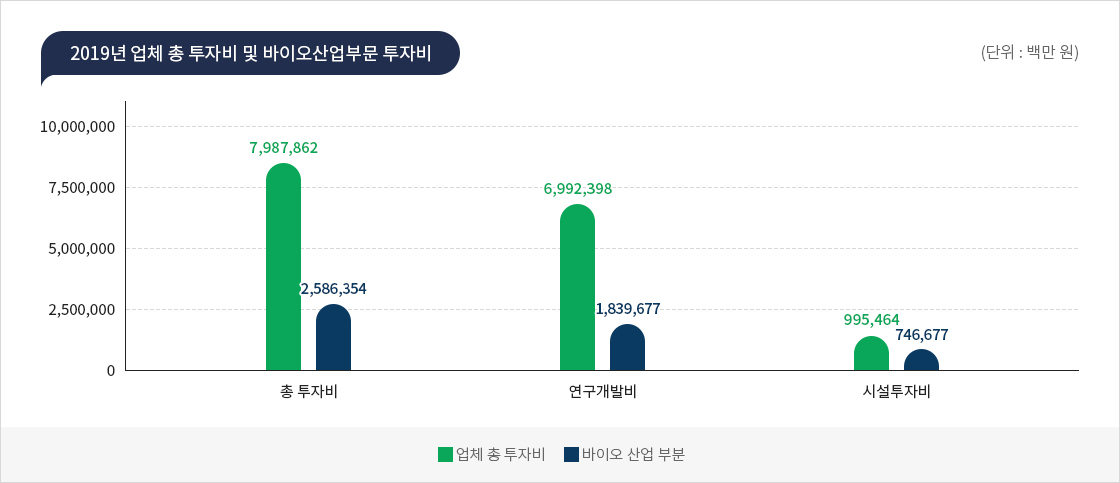 2019년 업체 총 투자비 및 바이오산업부문 투자비
(단위 : 백만 원)
10,000,000
7,500,000
5,000,000
2,500,000
0
7,987,862
2,586,354
6,992,398
1,839,677
995,464
746,677
총 투자비
연구개발비
시설투자비
업체 총 투자비
바이오 산업 부분